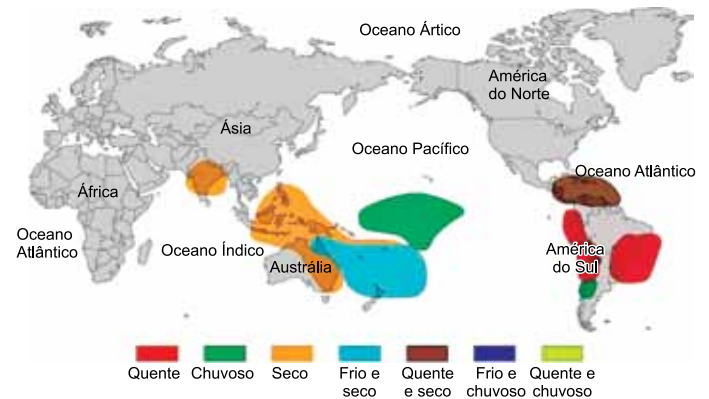 Oceano Ártico
América
do Norte
Ásia
Oceano Pacífico
Oceano Atlântico
África
Oceano
Atlântico
Oceano Índico
Austrália
América
do Sul
Quente
Chuvoso
Seco
Frio e
seco
Quente
e seco
Frio e
chuvoso
Quente e
chuvoso